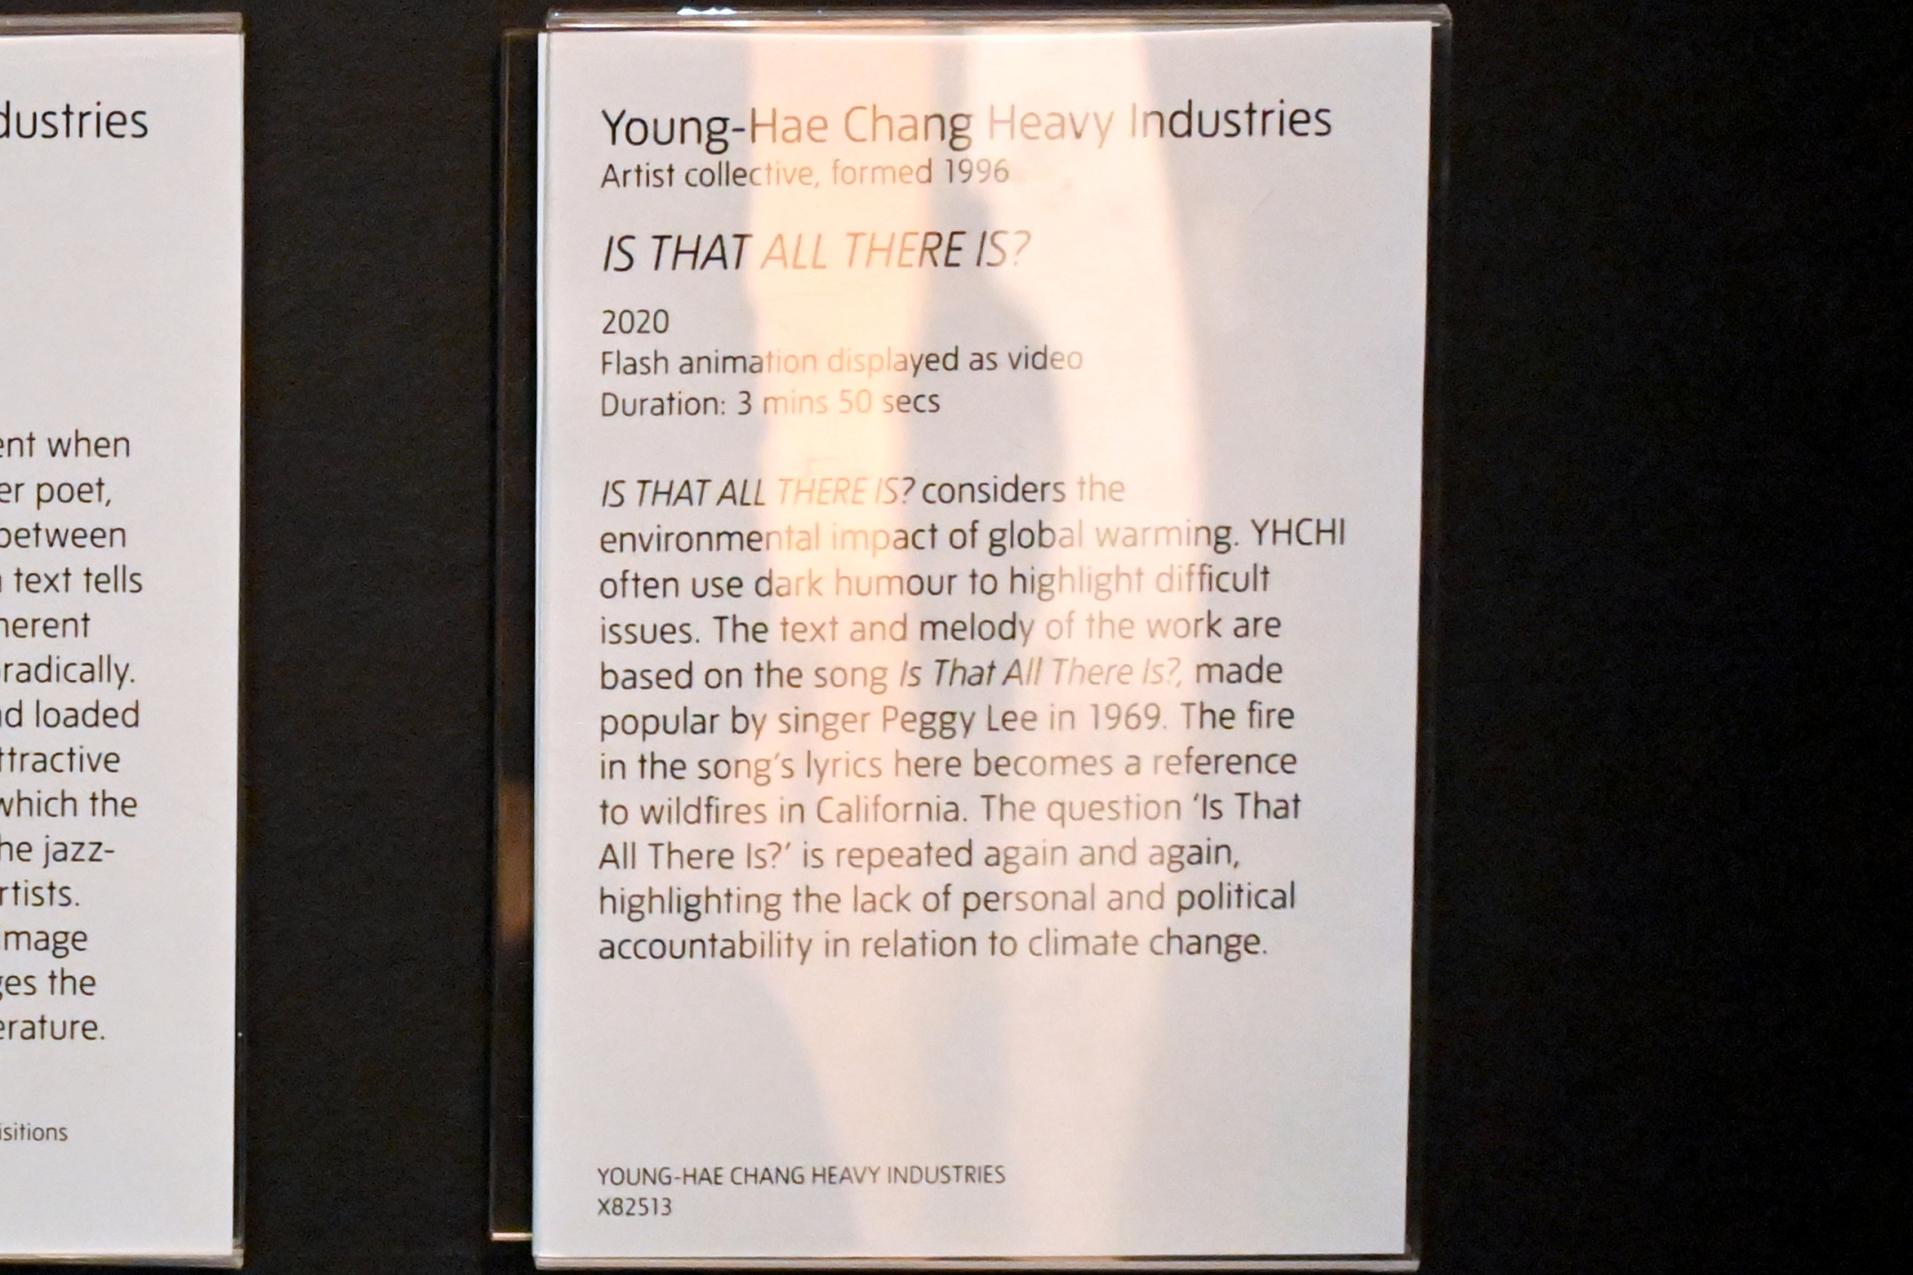 dustries
ent when
er poet,
between
text tells
herent
radically.
d loaded
ttractive
which the
he jazz-
rtists.
mage
ges the
erature.
isitions
Young-Hae Chang Heavy Industries
Artist collective, formed 1996
IS THAT ALL THERE IS?
2020
Flash animation displayed as video
Duration: 3 mins 50 secs
IS THAT ALL THERE IS? considers the
environmental impact of global warming. YHCHI
often use dark humour to highlight difficult
issues. The text and melody of the work are
based on the song Is That All There Is?, made
popular by singer Peggy Lee in 1969. The fire
in the song's lyrics here becomes a reference
to wildfires in California. The question ‘Is That
All There Is?’ is repeated again and again,
highlighting the lack of personal and political
accountability in relation to climate change.
YOUNG-HAE CHANG HEAVY INDUSTRIES
X82513